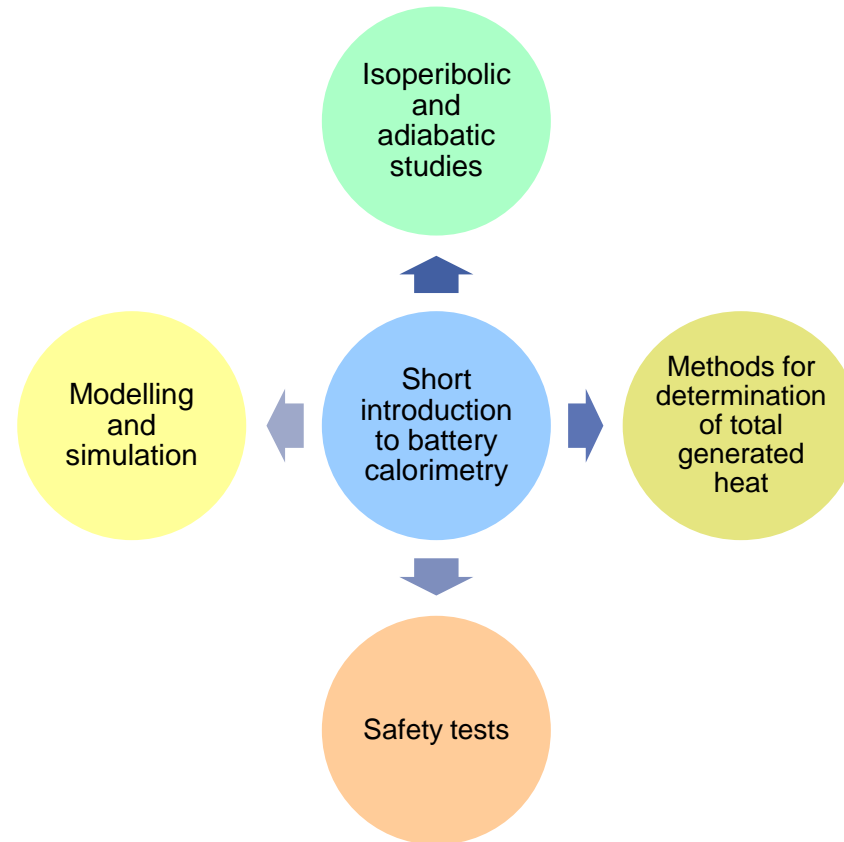 Isoperibolic
and
adiabatic
studies
Modelling
and
simulation
Short
introduction
to battery
calorimetry
Methods for
determination
of total
generated
heat
Safety tests